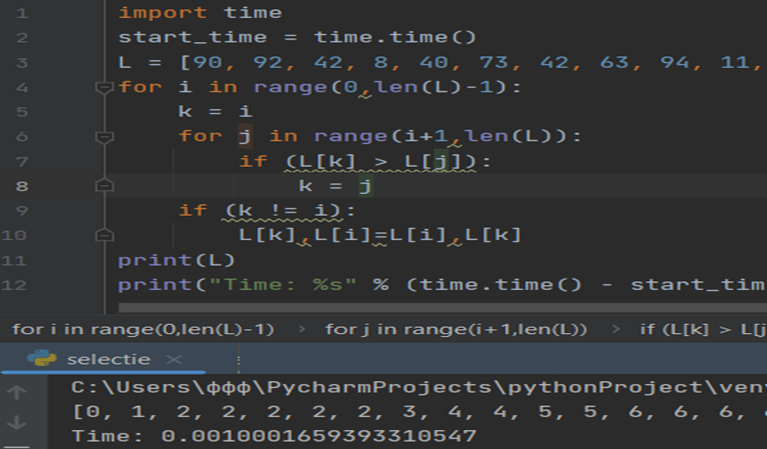 1 import time
2 start_time = time.time()
3 L = [90, 92, 42, 8, 40, 73, 42, 63, 94, 11,
4 for i in range(0,len(L)-1):
5 k = i
6 for j in range(i+1,len(L)):
7 if (L[k] > L[j]):
8 k = j
9 if (k != i):
10 L[k],L[i]=L[i],L[k]
11 print(L)
12 print("Time: %s" % (time.time() - start_tim
for i in range(0,len(L)-1) › for j in range(i+1,len(L)) › if (L[k] > L[j
selectie ×
C:\Users\ффф\PycharmProjects\pythonProject\ven
[0, 1, 2, 2, 2, 2, 2, 3, 4, 4, 5, 5, 6, 6, 6,
Time: 0.0010001659393310547